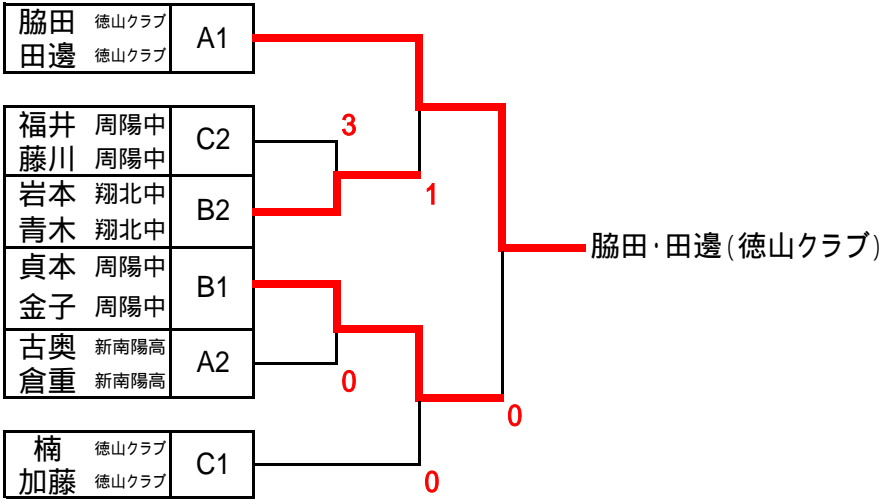 脇田 徳山クラブ A1
田邊 徳山クラブ
福井 周陽中 C2
藤川 周陽中
岩本 翔北中 B2
青木 翔北中
貞本 周陽中 B1
金子 周陽中
古奥 新南陽高 A2
倉重 新南陽高
楠 徳山クラブ C1
加藤 徳山クラブ
3
1
0
0
0
脇田・田邊(徳山クラブ)